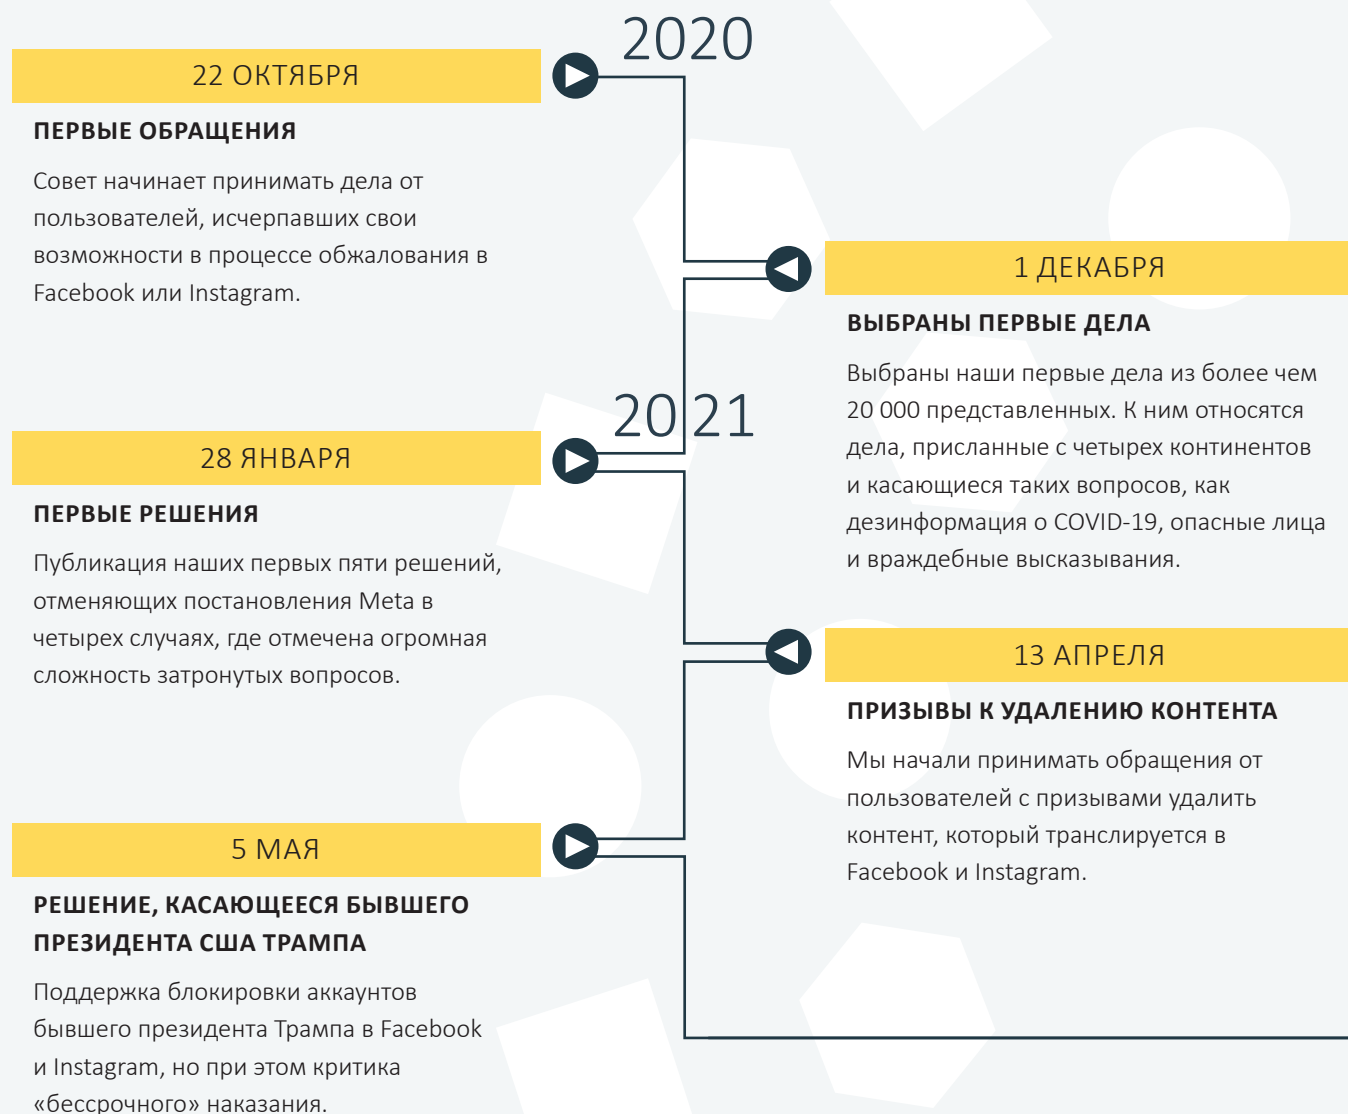 2020
22 ОКТЯБРЯ
ПЕРВЫЕ ОБРАЩЕНИЯ
Совет начинает принимать дела от
пользователей, исчерпавших свои
возможности в процессе обжалования в
Facebook или Instagram.
1 ДЕКАБРЯ
ВЫБРАНЫ ПЕРВЫЕ ДЕЛА
Выбраны наши первые дела из более чем
20 000 представленных. К ним относятся
дела, присланные с четырех континентов
и касающиеся таких вопросов, как
дезинформация о COVID-19, опасные лица
и враждебные высказывания.
2021
28 ЯНВАРЯ
ПЕРВЫЕ РЕШЕНИЯ
Публикация наших первых пяти решений,
отменяющих постановления Meta в
четырех случаях, где отмечена огромная
сложность затронутых вопросов.
13 АПРЕЛЯ
ПРИЗЫВЫ К УДАЛЕНИЮ КОНТЕНТА
Мы начали принимать обращения от
пользователей с призывами удалить
контент, который транслируется в
Facebook и Instagram.
5 МАЯ
РЕШЕНИЕ, КАСАЮЩЕЕСЯ БЫВШЕГО
ПРЕЗИДЕНТА США ТРАМПА
Поддержка блокировки аккаунтов
бывшего президента Трампа в Facebook
и Instagram, но при этом критика
«бессрочного» наказания.